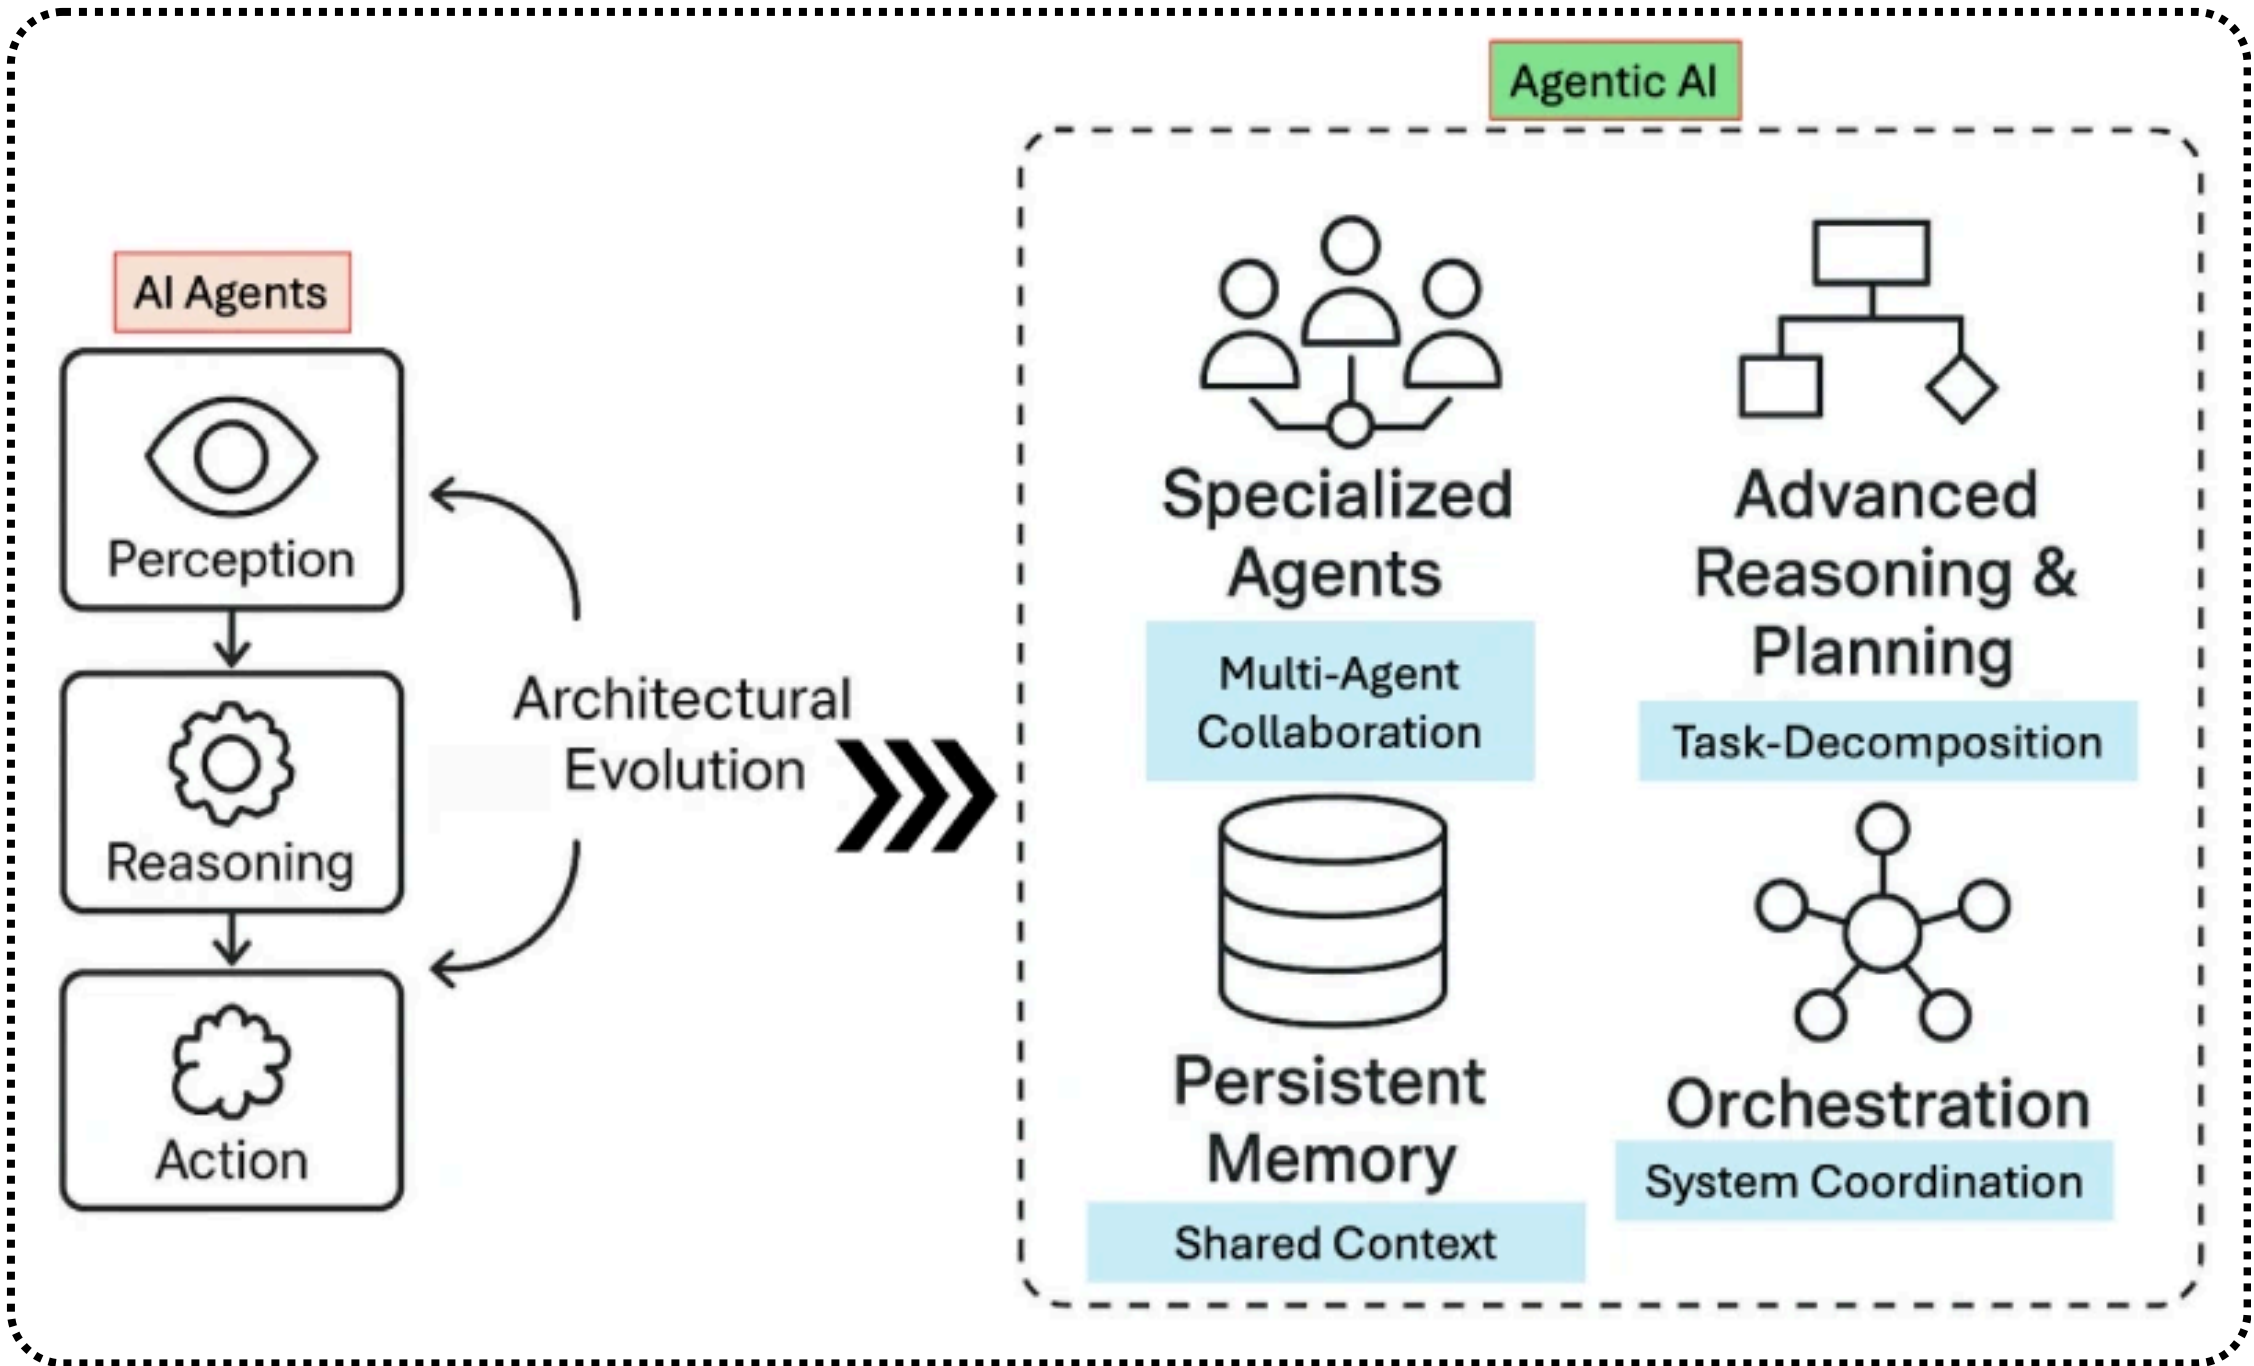 AI Agents
Perception
Reasoning
Action
Architectural
Evolution
Agentic AI
Specialized
Agents
Multi-Agent
Collaboration
Advanced
Reasoning &
Planning
Task-Decomposition
Persistent
Memory
Shared Context
Orchestration
System Coordination